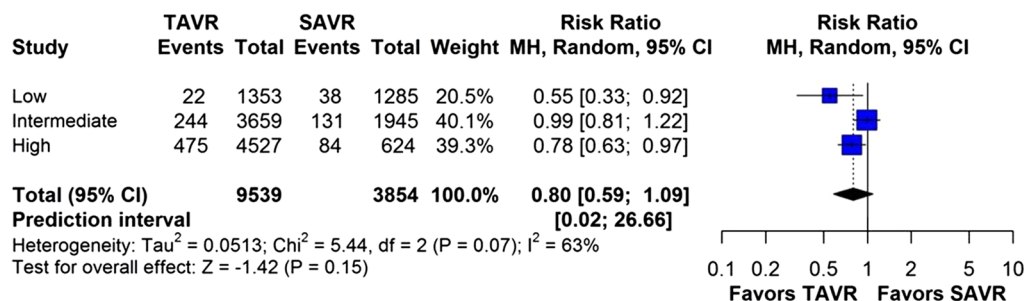 TAVR SAVR Risk Ratio Risk Ratio
Study Events Total Events Total Weight MH, Random, 95% CI MH, Random, 95% CI
Low 22 1353 38 1285 20.5% 0.55 [0.33; 0.92]
Intermediate 244 3659 131 1945 40.1% 0.99 [0.81; 1.22]
High 475 4527 84 624 39.3% 0.78 [0.63; 0.97]
Total (95% CI) 9539 3854 100.0% 0.80 [0.59; 1.09]
Prediction interval [0.02; 26.66]
Heterogeneity: Tau² = 0.0513; Chi² = 5.44, df = 2 (P = 0.07); I² = 63%
Test for overall effect: Z = -1.42 (P = 0.15)
0.1 0.2 0.5 1 2 5 10
Favors TAVR Favors SAVR